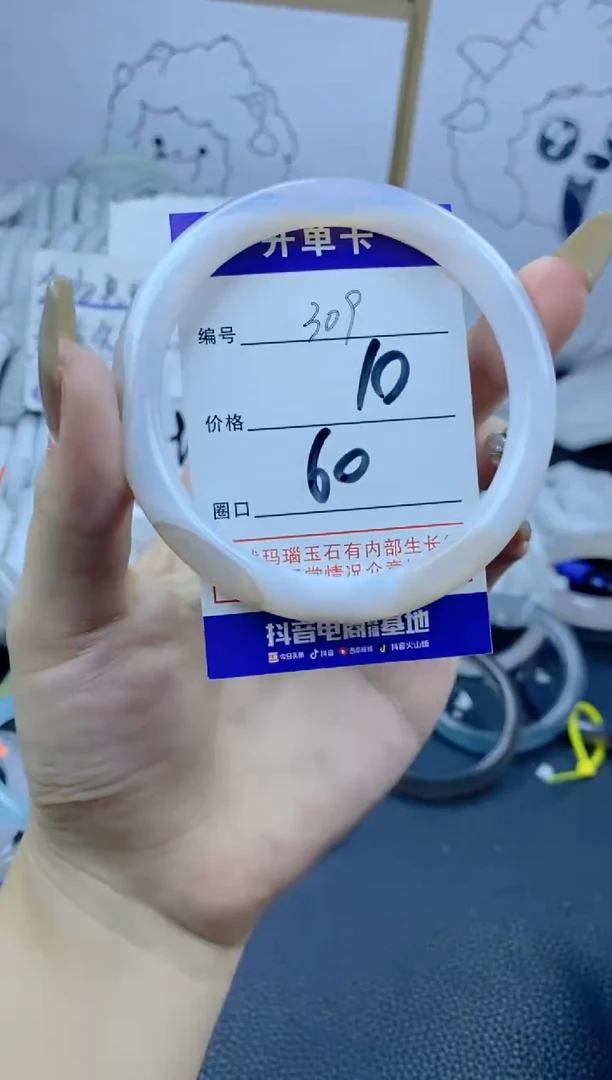 开单卡
编号 309
10
价格
60
圈口
玛瑙玉石有内部生长
抖音电商直播基地
今日头条 抖音 西瓜视频 抖音火山版